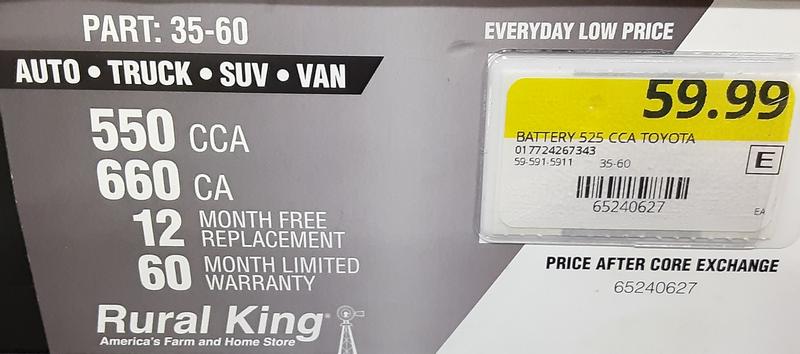 PART: 35-60
AUTO • TRUCK • SUV • VAN
550 CCA
660 CA
12 MONTH FREE REPLACEMENT
60 MONTH LIMITED WARRANTY
Rural King
America's Farm and Home Store
EVERYDAY LOW PRICE
59.99
BATTERY 525 CCA TOYOTA
017724267343
59-591-5911 35-60
E
65240627
EA
PRICE AFTER CORE EXCHANGE
65240627